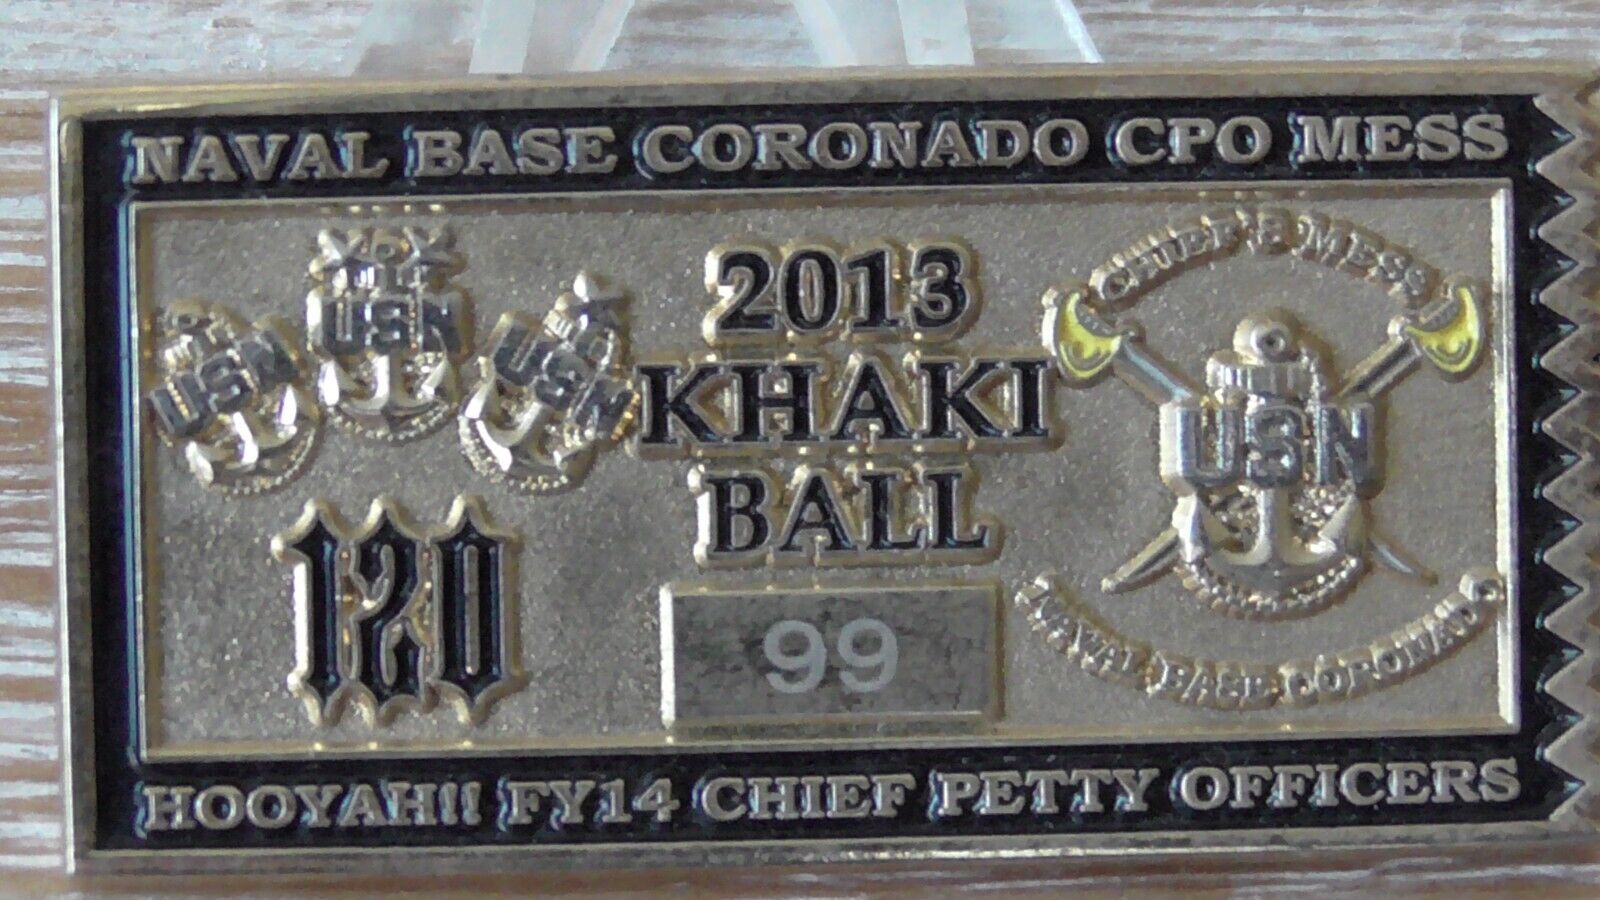 NAVAL BASE CORONADO CPO MESS
USN
USN
USN
120
2013
KHAKI
BALL
99
CHIEF'S MESS
USN
NAVAL BASE CORONADO
HOOYAH!! FY14 CHIEF PETTY OFFICERS